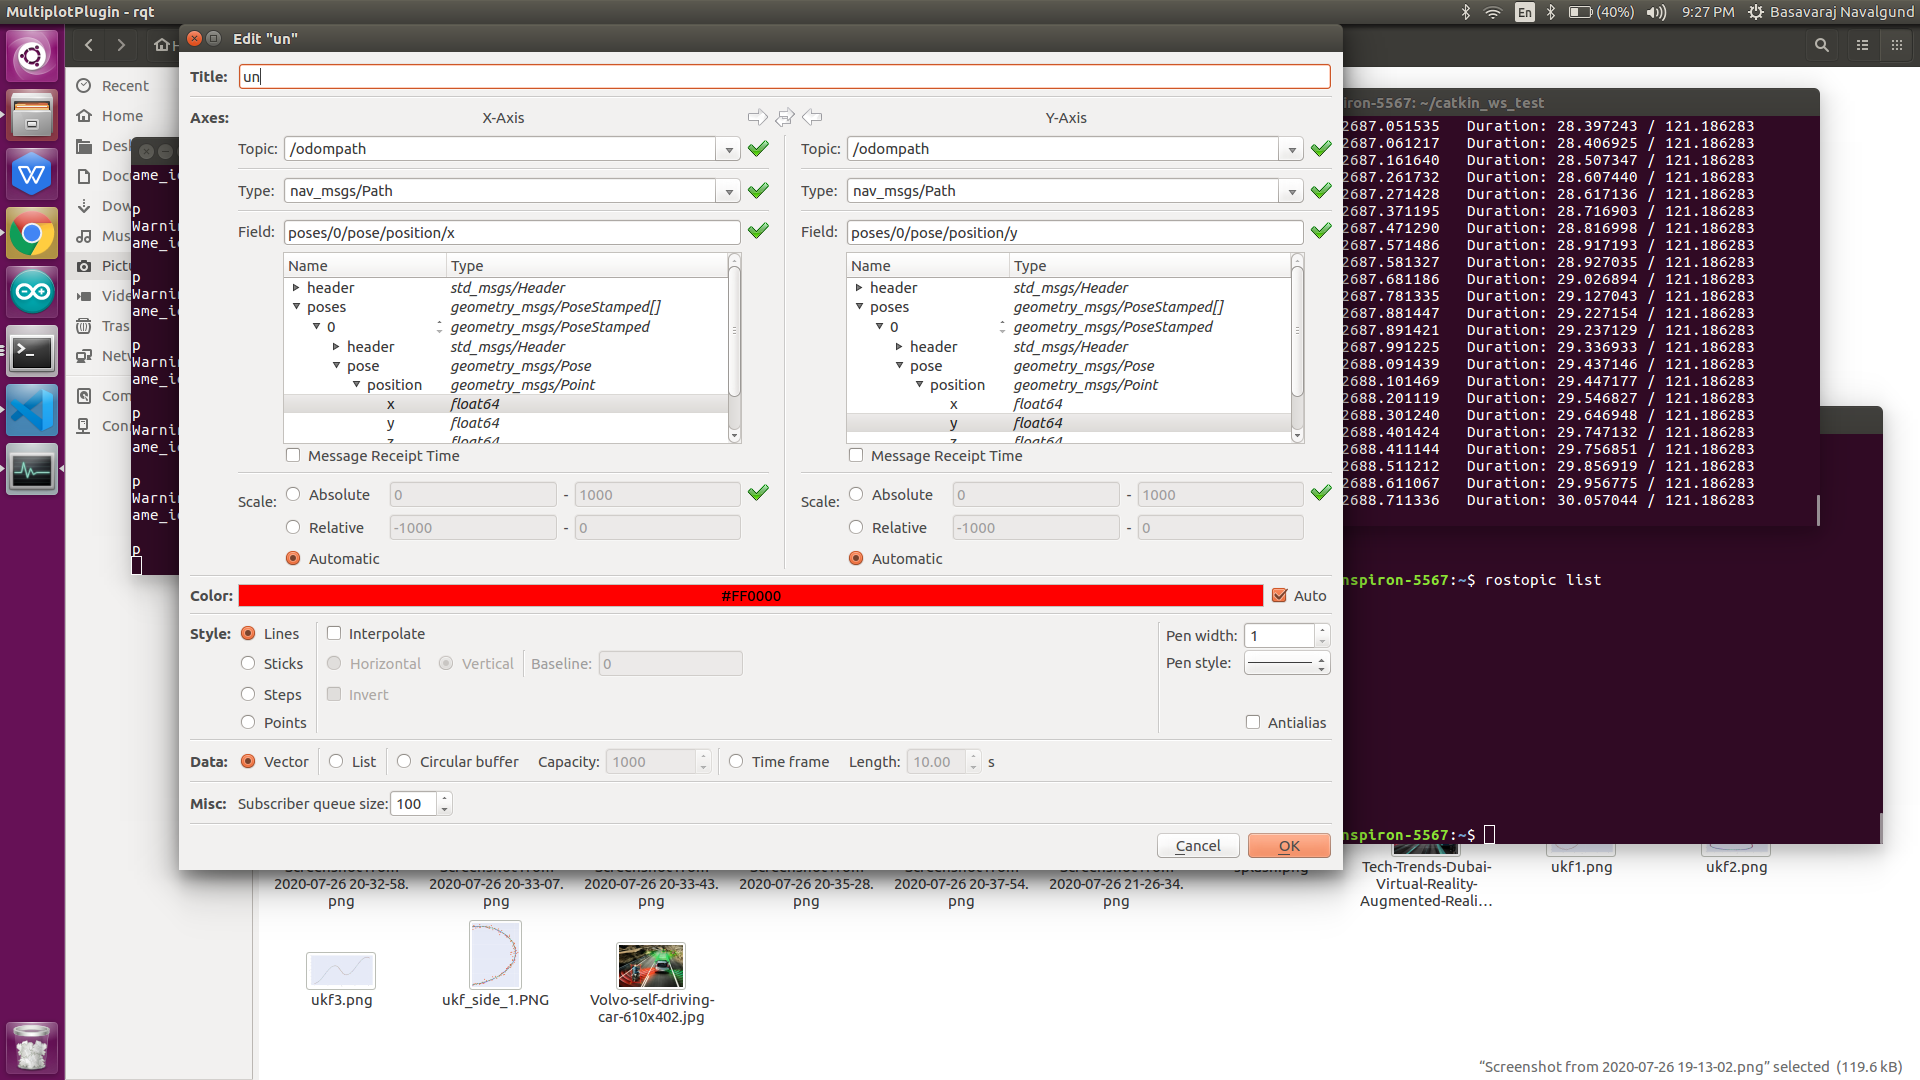 MultiplotPlugin - rqt
En
(40%)
9:27 PM
Basavaraj Navalgund
Edit "un"
Recent
Home
Desk
Docu
Dow
Mus
Pictu
Vide
Tras
Netw
Com
Conn
ame_id
p
Warnin
ame_id
p
Warnin
ame_id
p
Warnin
ame_id
p
Warnin
ame_id
p
Warnin
ame_id
p
Title: un
Axes: X-Axis Y-Axis
Topic: /odompath Topic: /odompath
Type: nav_msgs/Path Type: nav_msgs/Path
Field: poses/0/pose/position/x Field: poses/0/pose/position/y
Name Type Name Type
header std_msgs/Header header std_msgs/Header
poses geometry_msgs/PoseStamped[] poses geometry_msgs/PoseStamped[]
0 geometry_msgs/PoseStamped 0 geometry_msgs/PoseStamped
header std_msgs/Header header std_msgs/Header
pose geometry_msgs/Pose pose geometry_msgs/Pose
position geometry_msgs/Point position geometry_msgs/Point
x float64 x float64
y float64 y float64
z float64 z float64
Message Receipt Time Message Receipt Time
Scale: Absolute 0 - 1000 Scale: Absolute 0 - 1000
Relative -1000 - 0 Relative -1000 - 0
Automatic Automatic
Color: #FF0000 Auto
Style: Lines Interpolate Pen width: 1
Sticks Horizontal Vertical Baseline: 0 Pen style:
Steps Invert
Points Antialias
Data: Vector List Circular buffer Capacity: 1000 Time frame Length: 10.00 s
Misc: Subscriber queue size: 100
Cancel OK
iron-5567: ~/catkin_ws_test
2687.051535 Duration: 28.397243 / 121.186283
2687.061217 Duration: 28.406925 / 121.186283
2687.161640 Duration: 28.507347 / 121.186283
2687.261732 Duration: 28.607440 / 121.186283
2687.271428 Duration: 28.617136 / 121.186283
2687.371195 Duration: 28.716903 / 121.186283
2687.471290 Duration: 28.816998 / 121.186283
2687.571486 Duration: 28.917193 / 121.186283
2687.581327 Duration: 28.927035 / 121.186283
2687.681186 Duration: 29.026894 / 121.186283
2687.781335 Duration: 29.127043 / 121.186283
2687.881447 Duration: 29.227154 / 121.186283
2687.891421 Duration: 29.237129 / 121.186283
2687.991225 Duration: 29.336933 / 121.186283
2688.091439 Duration: 29.437146 / 121.186283
2688.101469 Duration: 29.447177 / 121.186283
2688.201119 Duration: 29.546827 / 121.186283
2688.301240 Duration: 29.646948 / 121.186283
2688.401424 Duration: 29.747132 / 121.186283
2688.411144 Duration: 29.756851 / 121.186283
2688.511212 Duration: 29.856919 / 121.186283
2688.611067 Duration: 29.956775 / 121.186283
2688.711336 Duration: 30.057044 / 121.186283
nspiron-5567:~$ rostopic list
nspiron-5567:~$
2020-07-26 20-32-58.
png
2020-07-26 20-33-07.
png
2020-07-26 20-33-43.
png
2020-07-26 20-35-28.
png
2020-07-26 20-37-54.
png
2020-07-26 21-26-34.
png
splash.png
Tech-Trends-Dubai-
Virtual-Reality-
Augmented-Reali...
ukf1.png
ukf2.png
ukf3.png
ukf_side_1.PNG
Volvo-self-driving-
car-610x402.jpg
“Screenshot from 2020-07-26 19-13-02.png” selected (119.6 kB)